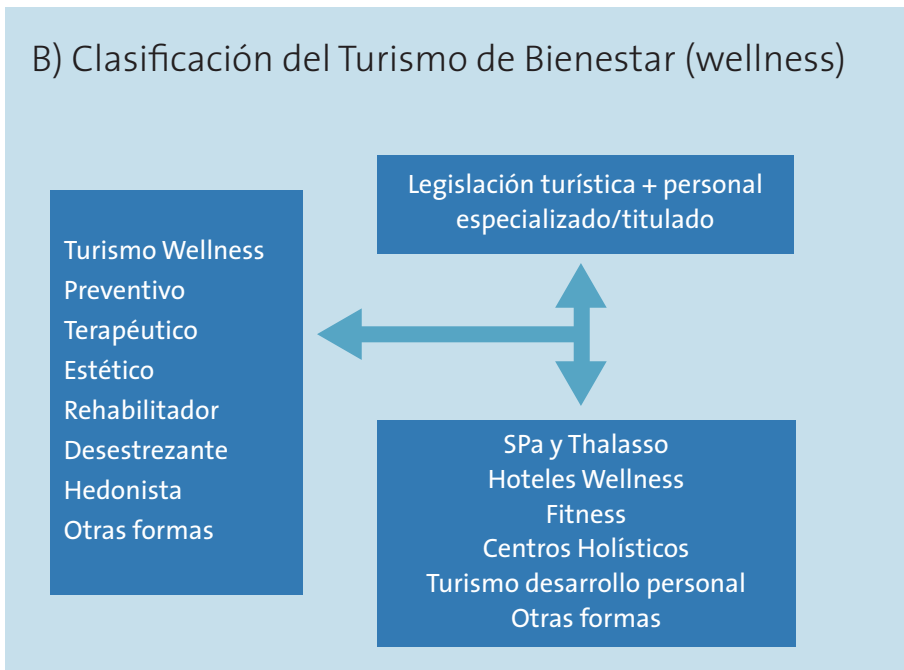 B) Clasificación del Turismo de Bienestar (wellness)
Turismo Wellness
Preventivo
Terapéutico
Estético
Rehabilitador
Desestrezante
Hedonista
Otras formas
Legislación turística + personal
especializado/titulado
SPa y Thalasso
Hoteles Wellness
Fitness
Centros Holísticos
Turismo desarrollo personal
Otras formas